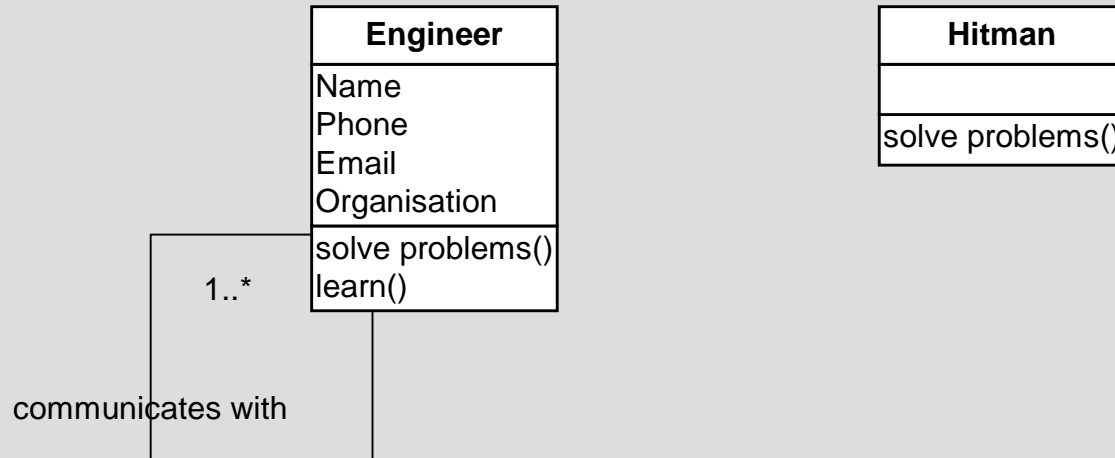 Engineer
Name
Phone
Email
Organisation
solve problems()
learn()
1..*
communicates with
Hitman
solve problems()